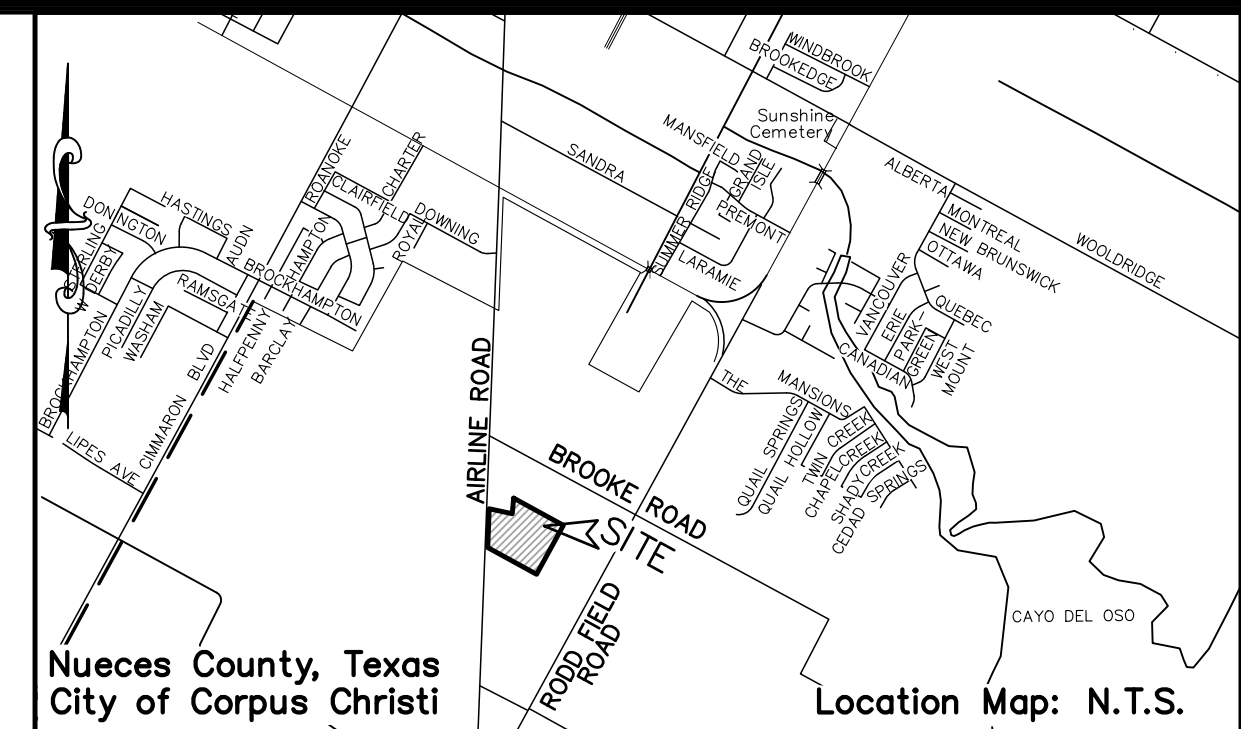 WINDBROOK
BROOKEDGE
Sunshine
Cemetery
MANSFIELD
GRAND
ISLE
SANDRA
SUMMER RIDGE
PREMONT
LARAMIE
ALBERTA
MONTREAL
NEW BRUNSWICK
OTTAWA
WOOLDRIDGE
VANCOUVER
ERIE
PARK
GREEN
QUEBEC
WEST
MOUNT
CANADIAN
ROANOKE
CHARTER
CLAIRFIELD
DOWNING
ROYAL
HAMPTON
HASTINGS
DONINGTON
DERBY
AUDN
BROCKHAMPTON
RAMSGAT
PICADILLY
WASHAM
BROCKHAMPTON
HALFPENNY
BARCLAY
CIMMARON BLVD
LIPES AVE
AIRLINE ROAD
THE MANSIONS
QUAIL SPRINGS
QUAIL HOLLOW
TWIN CREEK
CHAPELCREEK
SHADYCREEK
CEDAD SPRINGS
BROOKE ROAD
SITE
RODD FIELD
ROAD
CAYO DEL OSO
Nueces County, Texas
City of Corpus Christi
Location Map: N.T.S.